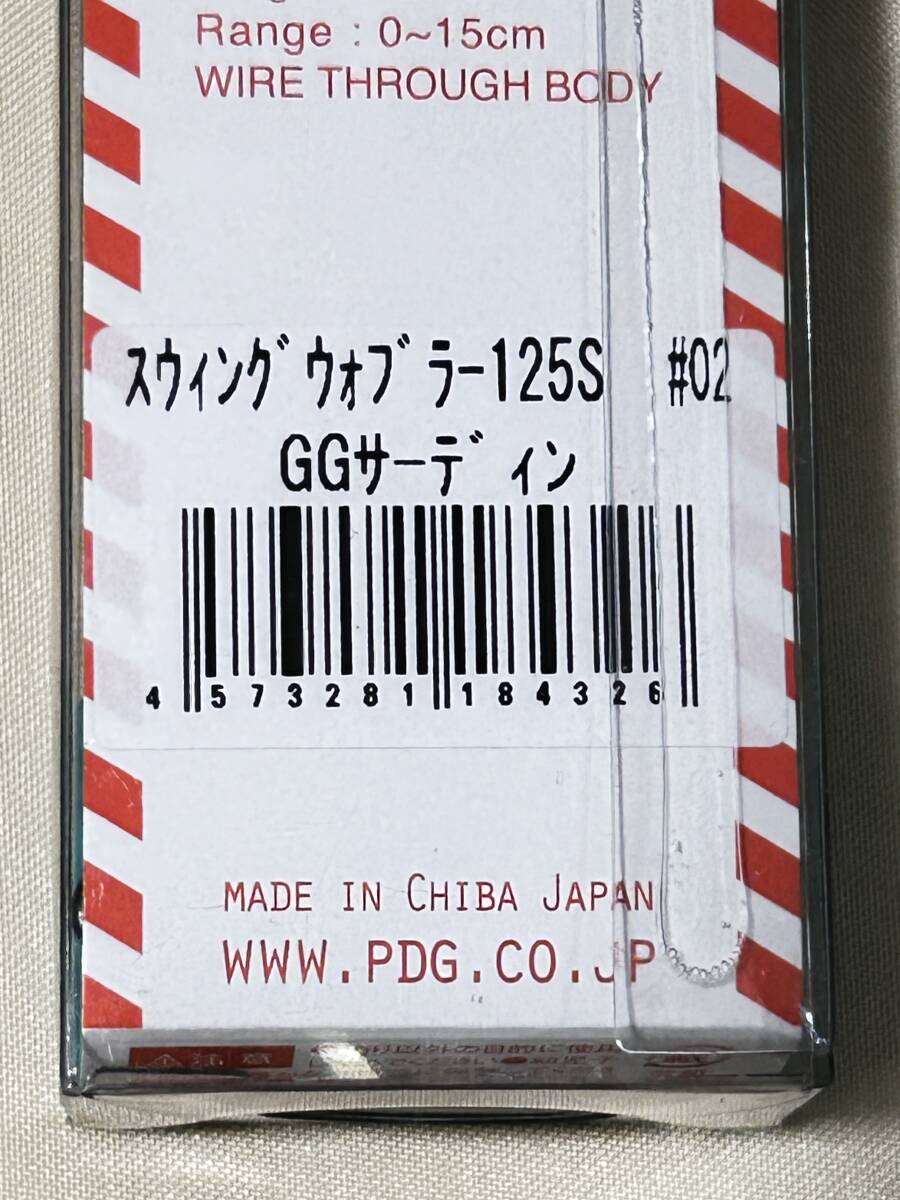 Range : 0~15cm
WIRE THROUGH BODY
ｽｳｨﾝｸﾞｳｫﾌﾞﾗｰ125S #02
GGｻｰﾃﾞｨﾝ
4 573281 184326
MADE IN CHIBA JAPAN
WWW.PDG.CO.JP